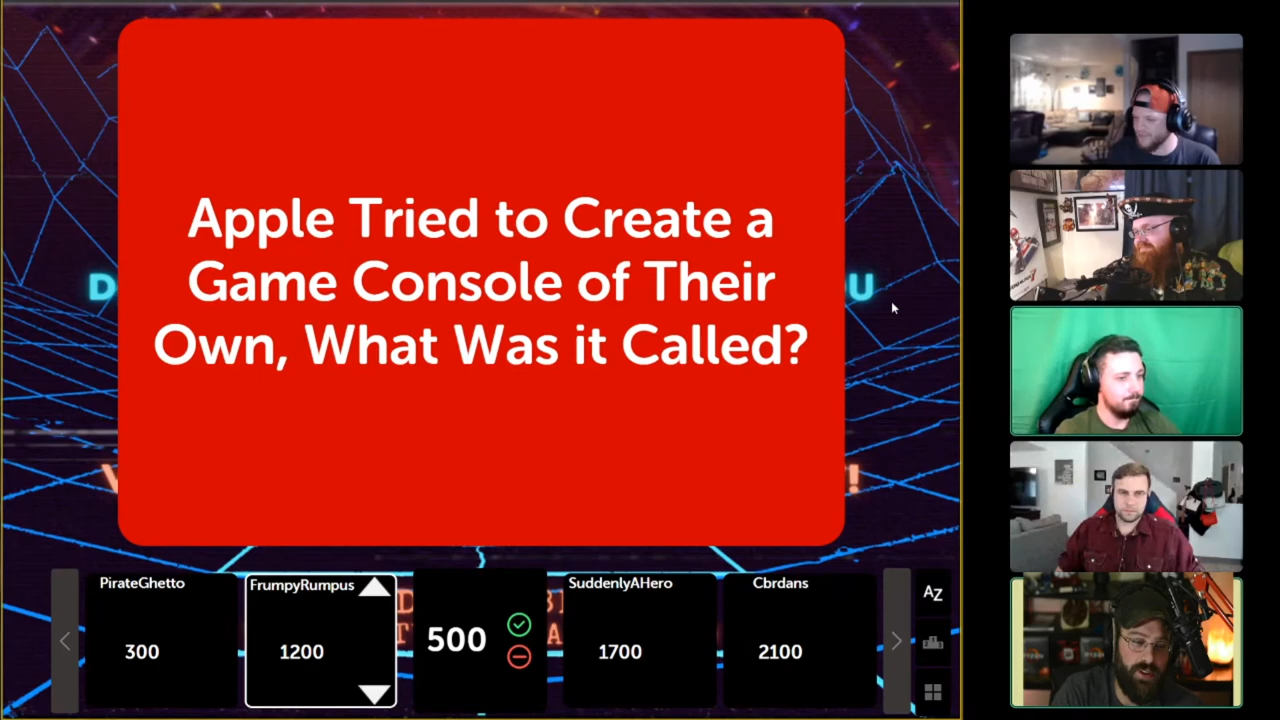 Apple Tried to Create a
Game Console of Their
Own, What Was it Called?
PirateGhetto
300
FrumpyRumpus
1200
500
SuddenlyAHero
1700
Cbrdans
2100
AZ